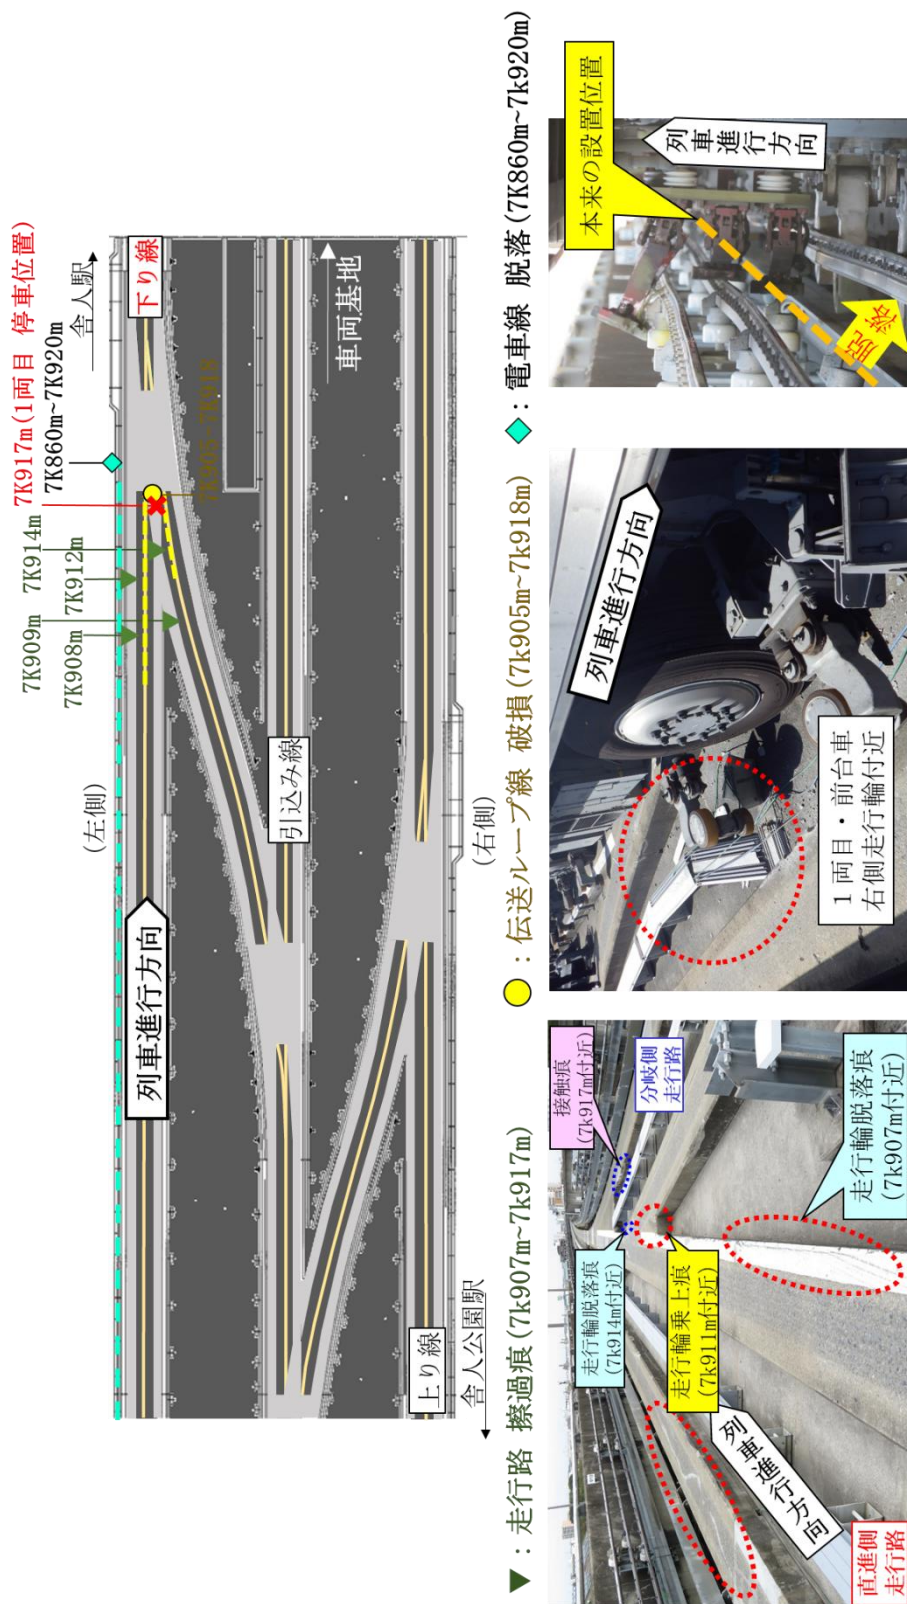 7K917m(1両目 停車位置)
7K860m~7K920m
舎人駅
7K909m
7K914m
7K908m
7K912m
下り線
7K905~7K918
(左側)
列車進行方向
引込み線
車両基地
(右側)
上り線
舎人公園駅
▼:走行路 擦過痕(7k907m~7k917m)
:伝送ループ線 破損(7k905m~7k918m)
:電車線 脱落(7K860m~7k920m)
接触痕
(7k917m付近)
分岐側
走行路
走行輪脱落痕
(7k914m付近)
走行輪乗上痕
(7k911m付近)
走行輪脱落痕
(7k907m付近)
列車進行方向
直進側
走行路
列車進行方向
1両目・前台車
右側走行輪付近
本来の設置位置
列車進行方向
脱落